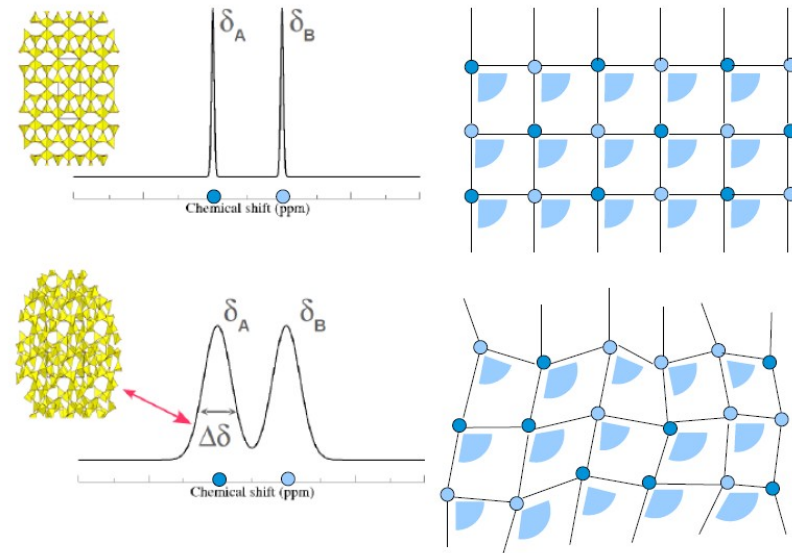 δA δB
Chemical shift (ppm)
δA δB
Δδ
Chemical shift (ppm)